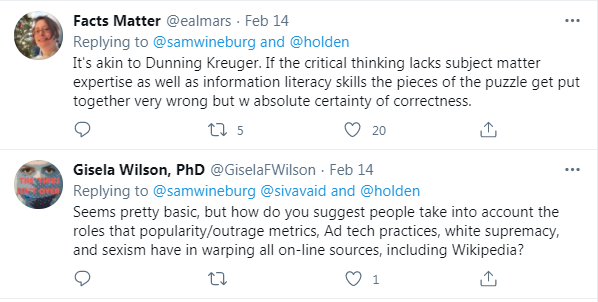 Facts Matter @ealmars · Feb 14
Replying to @samwineburg and @holden
It's akin to Dunning Kreuger. If the critical thinking lacks subject matter
expertise as well as information literacy skills the pieces of the puzzle get put
together very wrong but w absolute certainty of correctness.
5 20
Gisela Wilson, PhD @GiselaFWilson · Feb 14
Replying to @samwineburg @sivavaid and @holden
Seems pretty basic, but how do you suggest people take into account the
roles that popularity/outrage metrics, Ad tech practices, white supremacy,
and sexism have in warping all on-line sources, including Wikipedia?
1